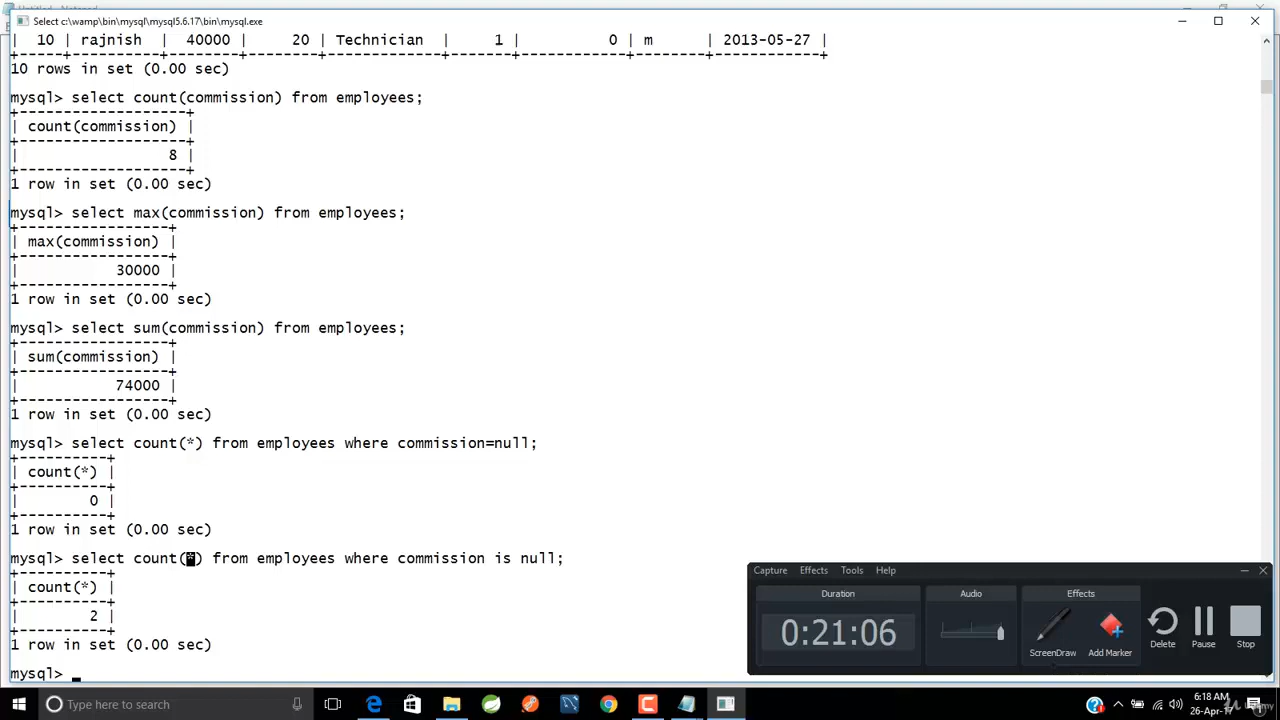 Select c:\wamp\bin\mysql\mysql5.6.17\bin\mysql.exe
| 10 | rajnish | 40000 | 20 | Technician | 1 | 0 | m | 2013-05-27 |
10 rows in set (0.00 sec)
mysql> select count(commission) from employees;
| count(commission) |
| 8 |
1 row in set (0.00 sec)
mysql> select max(commission) from employees;
| max(commission) |
| 30000 |
1 row in set (0.00 sec)
mysql> select sum(commission) from employees;
| sum(commission) |
| 74000 |
1 row in set (0.00 sec)
mysql> select count(*) from employees where commission=null;
| count(*) |
| 0 |
1 row in set (0.00 sec)
mysql> select count(*) from employees where commission is null;
| count(*) |
| 2 |
1 row in set (0.00 sec)
mysql>
Capture Effects Tools Help
Duration Audio Effects
0:21:06
ScreenDraw Add Marker Delete Pause Stop
Type here to search
6:18 AM
26-Apr-17